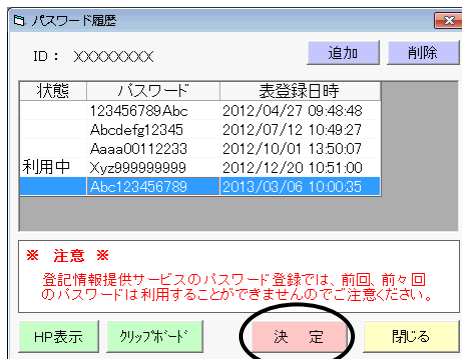 パスワード履歴
ID： XXXXXXXX 追加 削除
状態 パスワード 表登録日時
123456789Abc 2012/04/27 09:48:48
Abcdefg12345 2012/07/12 10:49:27
Aaaa00112233 2012/10/01 13:50:07
利用中 Xyz999999999 2012/12/20 10:51:00
Abc123456789 2013/03/06 10:00:35
※ 注意 ※
登記情報提供サービスのパスワード登録では、前回、前々回
のパスワードは利用することができませんのでご注意ください。
HP表示 ｸﾘｯﾌﾟﾎﾞｰﾄﾞ 決 定 閉じる